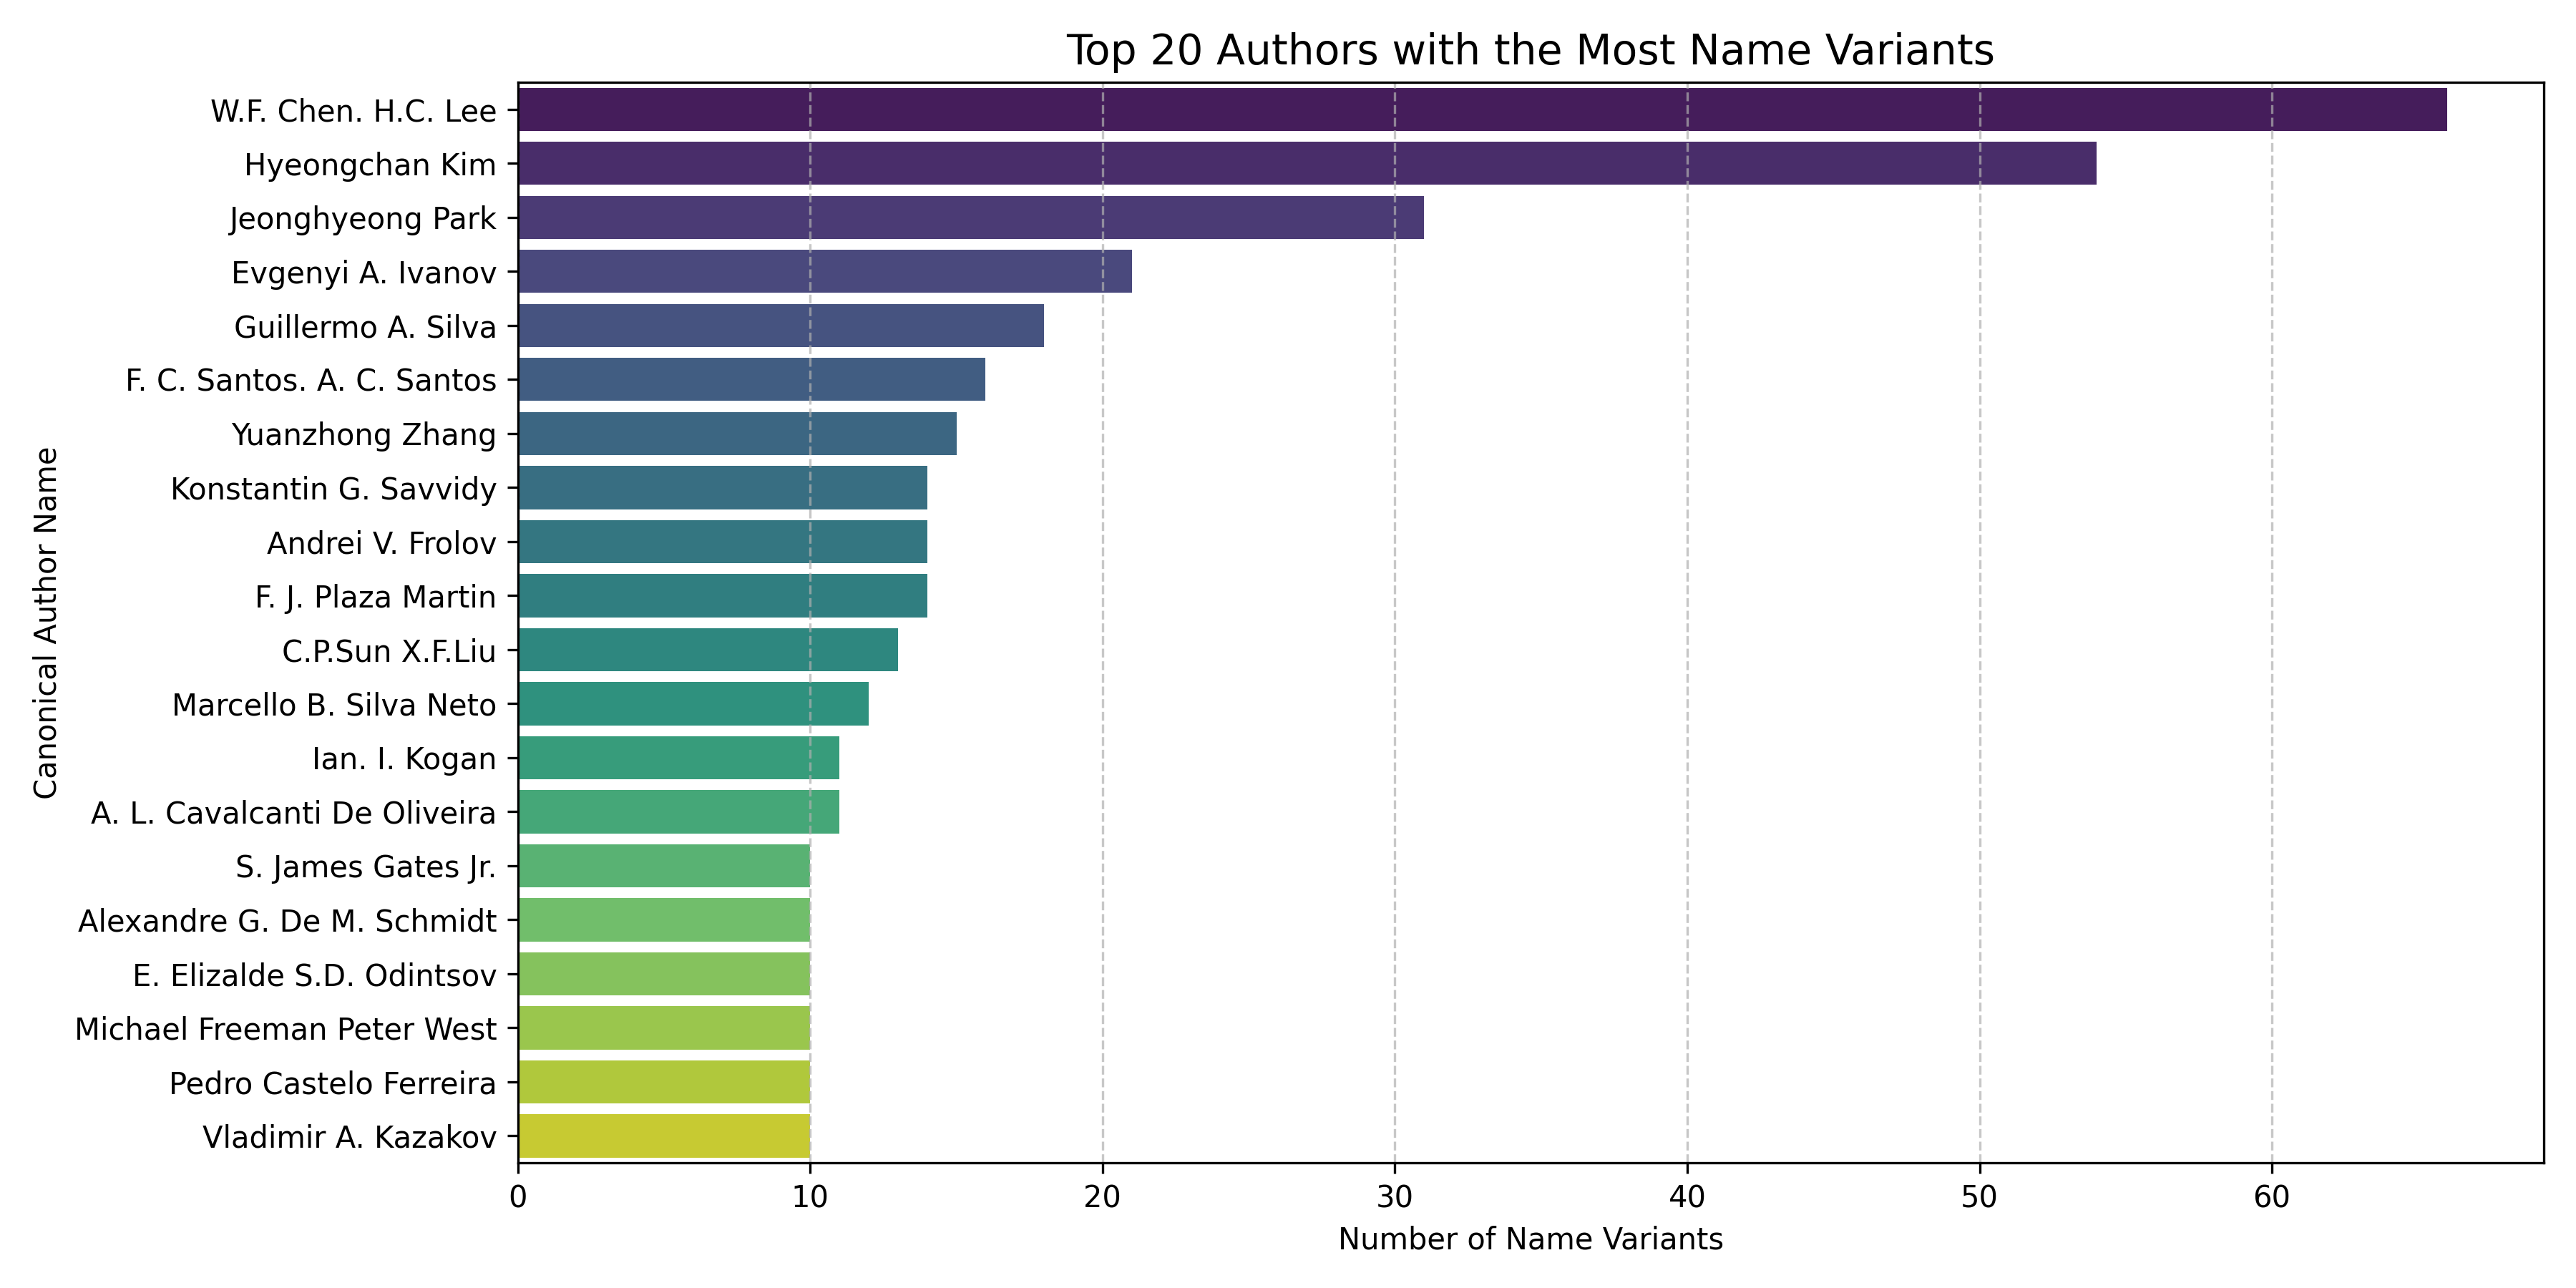 Top 20 Authors with the Most Name Variants
W.F. Chen. H.C. Lee
Hyeongchan Kim
Jeonghyeong Park
Evgenyi A. Ivanov
Guillermo A. Silva
F. C. Santos. A. C. Santos
Yuanzhong Zhang
Konstantin G. Savvidy
Andrei V. Frolov
F. J. Plaza Martin
C.P.Sun X.F.Liu
Marcello B. Silva Neto
Ian. I. Kogan
A. L. Cavalcanti De Oliveira
S. James Gates Jr.
Alexandre G. De M. Schmidt
E. Elizalde S.D. Odintsov
Michael Freeman Peter West
Pedro Castelo Ferreira
Vladimir A. Kazakov
Canonical Author Name
0 10 20 30 40 50 60
Number of Name Variants